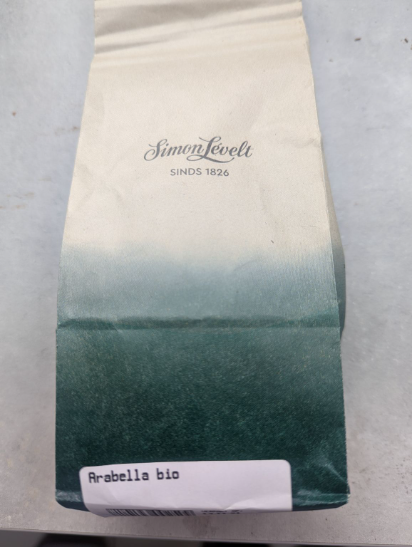 Simon Lévelt
SINDS 1826
Arabella bio